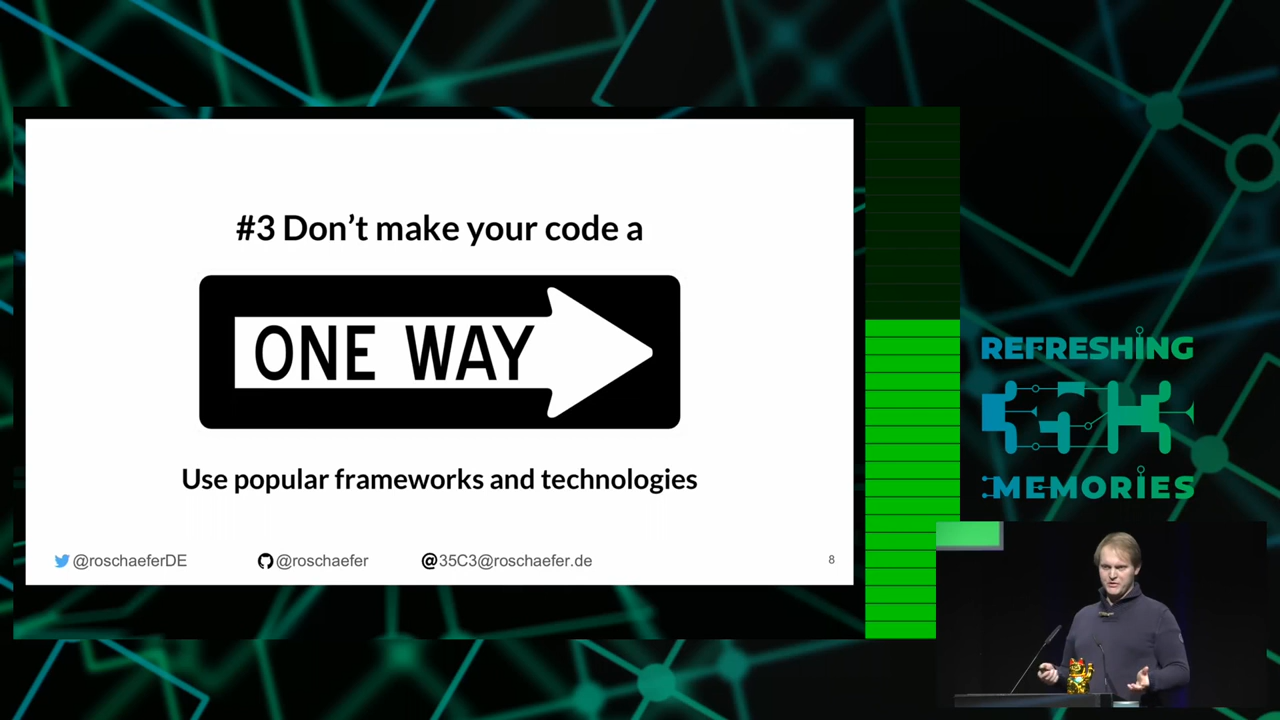 #3 Don't make your code a
ONE WAY
Use popular frameworks and technologies
@roschaeferDE
@roschaefer
@35C3@roschaefer.de
8
REFRESHING
MEMORIES